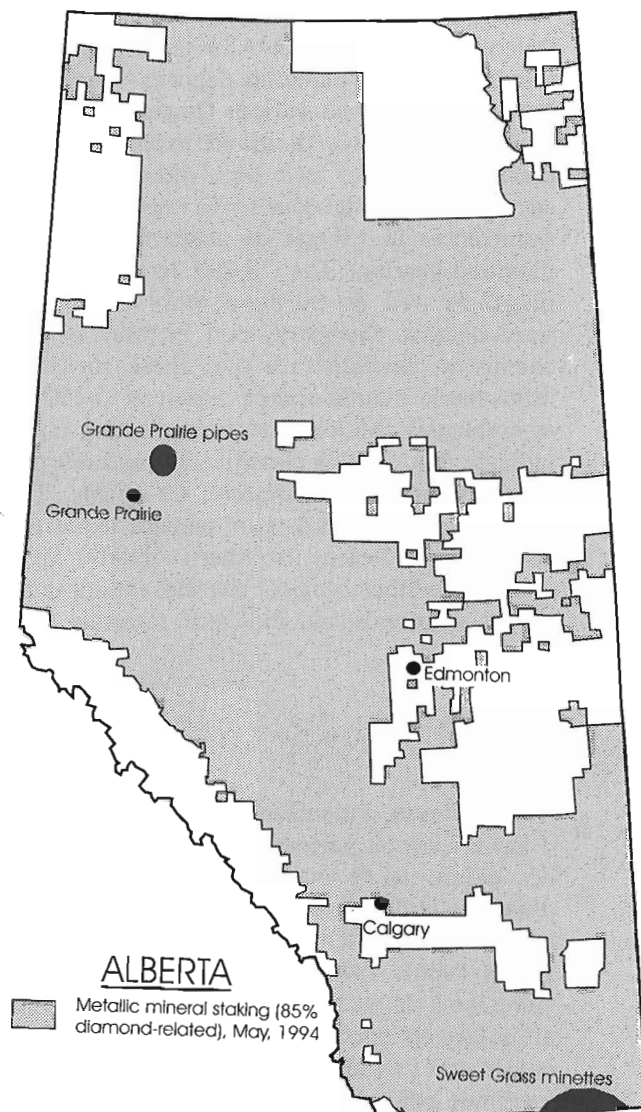 Grande Prairie pipes
Grande Prairie
Edmonton
Calgary
ALBERTA
Metallic mineral staking (85%
diamond-related), May, 1994
Sweet Grass minettes